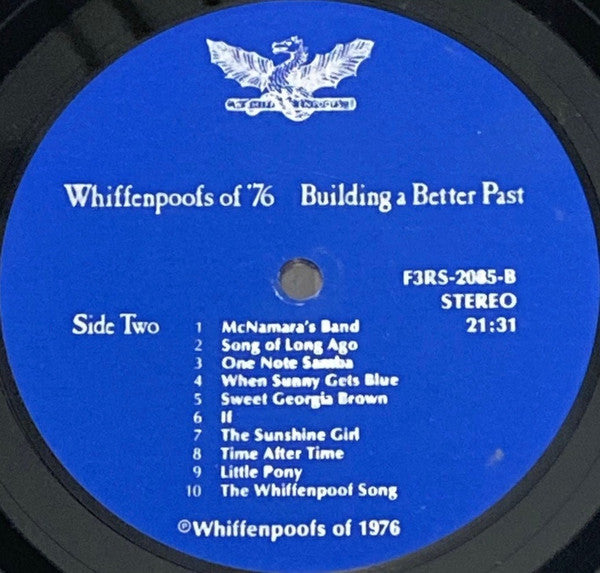 Whiffenpoofs of '76 Building a Better Past
F3RS-2085-B
STEREO
Side Two 21:31
1 McNamara's Band
2 Song of Long Ago
3 One Note Samba
4 When Sunny Gets Blue
5 Sweet Georgia Brown
6 If
7 The Sunshine Girl
8 Time After Time
9 Little Pony
10 The Whiffenpoof Song
℗Whiffenpoofs of 1976